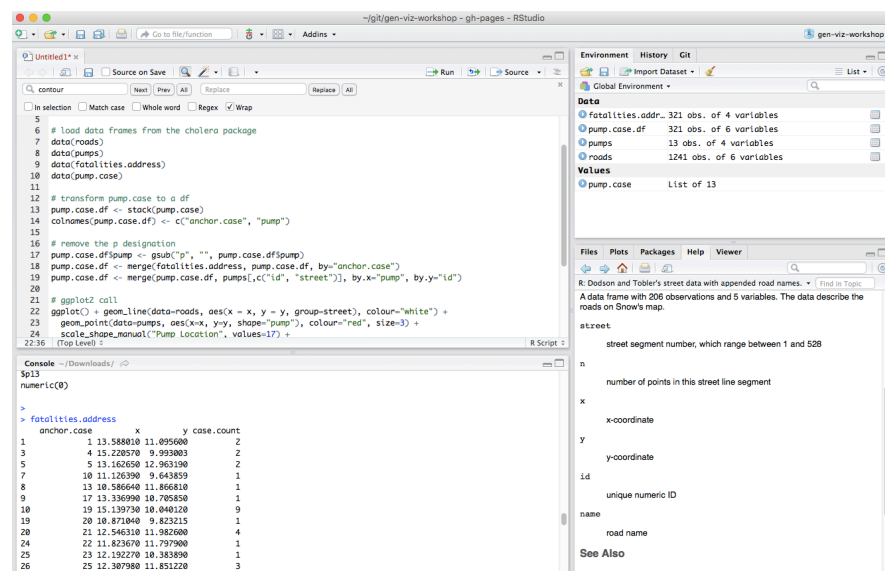 ~/git/gen-viz-workshop - gh-pages - RStudio
Go to file/function
Addins
gen-viz-workshop
Untitled1*
Source on Save
Run
Source
contour
Next
Prev
All
Replace
Replace
All
In selection
Match case
Whole word
Regex
Wrap
5
6 # load data frames from the cholera package
7 data(roads)
8 data(pumps)
9 data(fatalities.address)
10 data(pump.case)
11
12 # transform pump.case to a df
13 pump.case.df <- stack(pump.case)
14 colnames(pump.case.df) <- c("anchor.case", "pump")
15
16 # remove the p designation
17 pump.case.df$pump <- gsub("p", "", pump.case.df$pump)
18 pump.case.df <- merge(fatalities.address, pump.case.df, by="anchor.case")
19 pump.case.df <- merge(pump.case.df, pumps[,c("id", "street")], by.x="pump", by.y="id")
20
21 # ggplot2 call
22 ggplot() + geom_line(data=roads, aes(x = x, y = y, group=street), colour="white") +
23 geom_point(data=pumps, aes(x=x, y=y, shape="pump"), colour="red", size=3) +
24 scale_shape_manual("Pump Location", values=17) +
22:36 (Top Level)
R Script
Console ~/Downloads/
$p13
numeric(0)
>
> fatalities.address
anchor.case x y case.count
1 1 13.588010 11.095600 2
3 4 15.220570 9.993003 2
5 5 13.162650 12.963190 2
7 10 11.126390 9.643859 1
8 13 10.586640 11.866810 1
9 17 13.336990 10.705850 1
10 19 15.139730 10.040120 9
19 20 10.871040 9.823215 1
20 21 12.546310 11.982600 4
24 22 11.823670 11.797900 1
25 23 12.192270 10.383890 1
26 25 12.307980 11.851220 3
Environment
History
Git
Import Dataset
List
Global Environment
Data
fatalities.addr… 321 obs. of 4 variables
pump.case.df 321 obs. of 6 variables
pumps 13 obs. of 4 variables
roads 1241 obs. of 6 variables
Values
pump.case List of 13
Files
Plots
Packages
Help
Viewer
R: Dodson and Tobler's street data with appended road names.
Find in Topic
A data frame with 206 observations and 5 variables. The data describe the
roads on Snow's map.
street
street segment number, which range between 1 and 528
n
number of points in this street line segment
x
x-coordinate
y
y-coordinate
id
unique numeric ID
name
road name
See Also